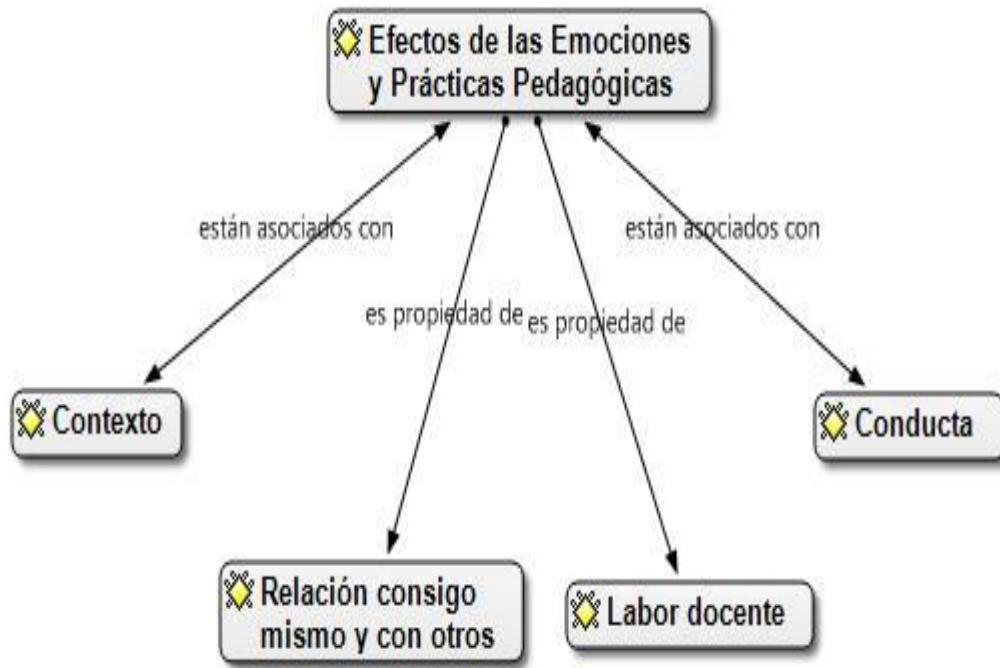 Efectos de las Emociones
y Prácticas Pedagógicas
están asociados con
están asociados con
es propiedad de
es propiedad de
Contexto
Conducta
Relación consigo
mismo y con otros
Labor docente